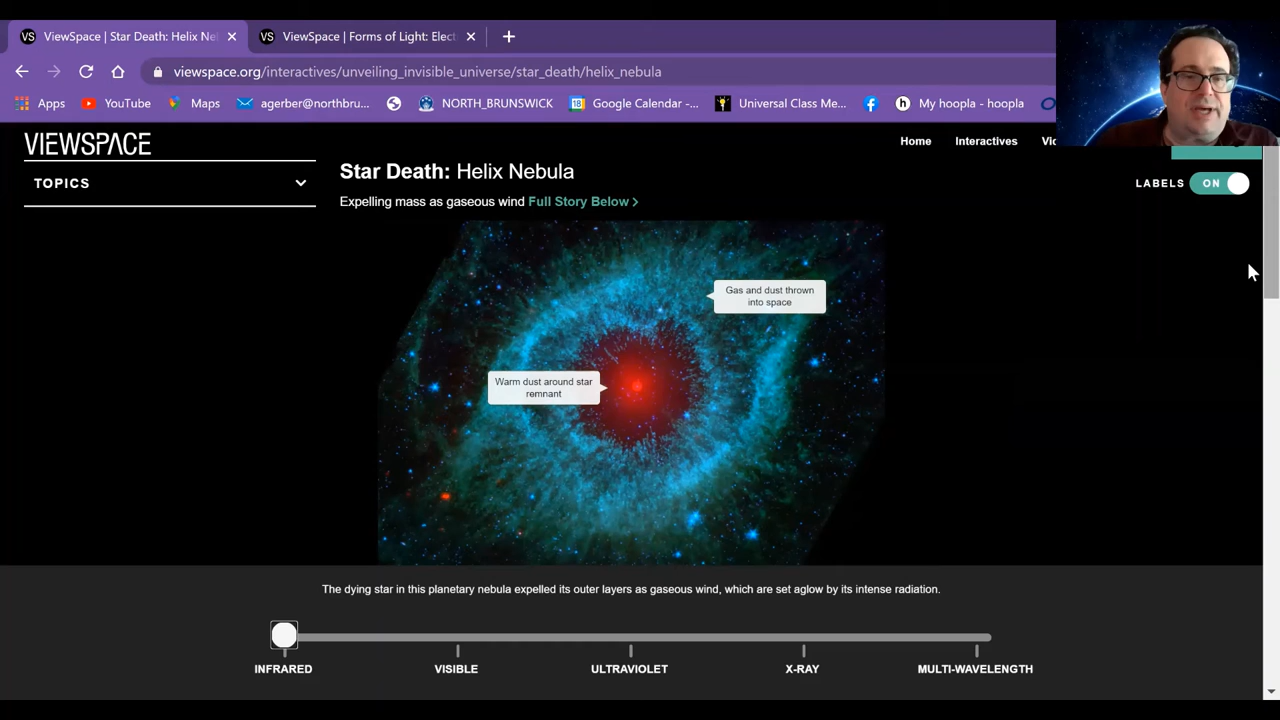 VS ViewSpace | Star Death: Helix Ne
VS ViewSpace | Forms of Light: Elect
viewspace.org/interactives/unveiling_invisible_universe/star_death/helix_nebula
Apps YouTube Maps agerber@northbru... NORTH_BRUNSWICK Google Calendar -... Universal Class Me... My hoopla - hoopla
VIEWSPACE
Home Interactives
TOPICS
Star Death: Helix Nebula
LABELS ON
Expelling mass as gaseous wind Full Story Below >
Gas and dust thrown
into space
Warm dust around star
remnant
The dying star in this planetary nebula expelled its outer layers as gaseous wind, which are set aglow by its intense radiation.
INFRARED VISIBLE ULTRAVIOLET X-RAY MULTI-WAVELENGTH